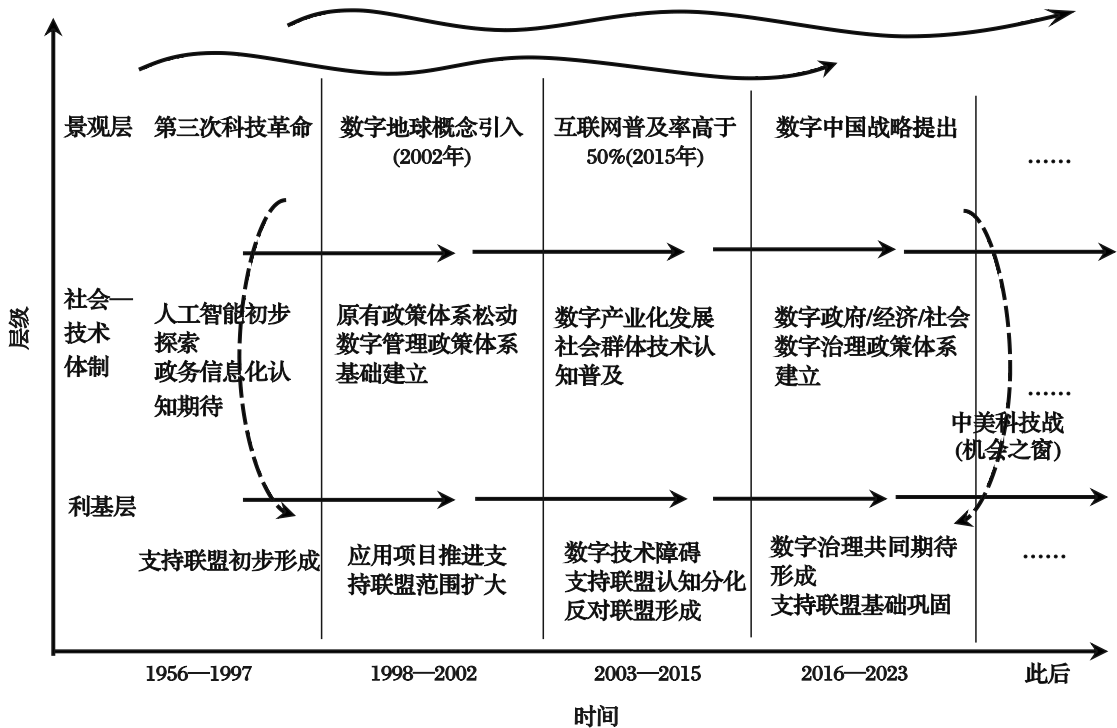 景观层
第三次科技革命
数字地球概念引入
(2002年)
互联网普及率高于
50%(2015年)
数字中国战略提出
……
层级
社会—
技术
体制
人工智能初步
探索
政务信息化认
知期待
原有政策体系松动
数字管理政策体系
基础建立
数字产业化发展
社会群体技术认
知普及
数字政府/经济/社会
数字治理政策体系
建立
……
中美科技战
(机会之窗)
利基层
支持联盟初步形成
应用项目推进支
持联盟范围扩大
数字技术障碍
支持联盟认知分化
反对联盟形成
数字治理共同期待
形成
支持联盟基础巩固
……
1956—1997
1998—2002
2003—2015
2016—2023
此后
时间